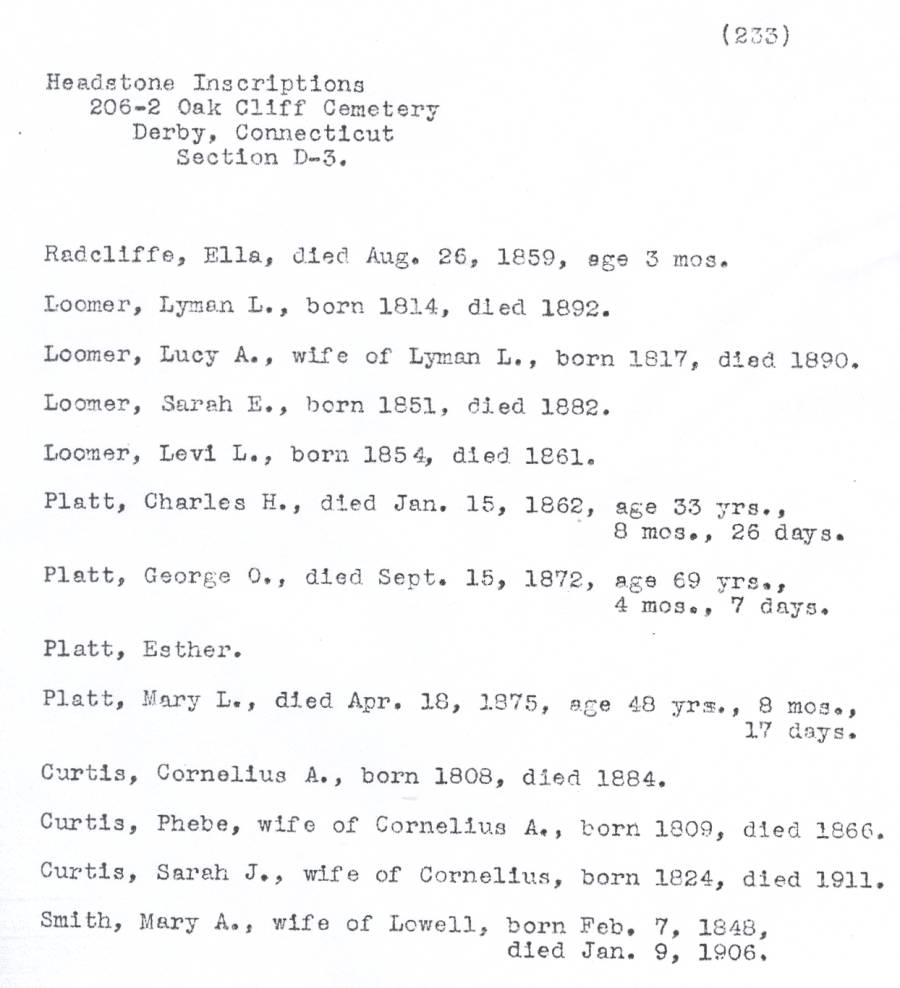 (233)
Headstone Inscriptions
206-2 Oak Cliff Cemetery
Derby, Connecticut
Section D-3.
Radcliffe, Ella, died Aug. 26, 1859, age 3 mos.
Loomer, Lyman L., born 1814, died 1892.
Loomer, Lucy A., wife of Lyman L., born 1817, died 1890.
Loomer, Sarah E., born 1851, died 1882.
Loomer, Levi L., born 1854, died 1861.
Platt, Charles H., died Jan. 15, 1862, age 33 yrs.,
8 mos., 26 days.
Platt, George O., died Sept. 15, 1872, age 69 yrs.,
4 mos., 7 days.
Platt, Esther.
Platt, Mary L., died Apr. 18, 1875, age 48 yrs., 8 mos.,
17 days.
Curtis, Cornelius A., born 1808, died 1884.
Curtis, Phebe, wife of Cornelius A., born 1809, died 1866.
Curtis, Sarah J., wife of Cornelius, born 1824, died 1911.
Smith, Mary A., wife of Lowell, born Feb. 7, 1848,
died Jan. 9, 1906.